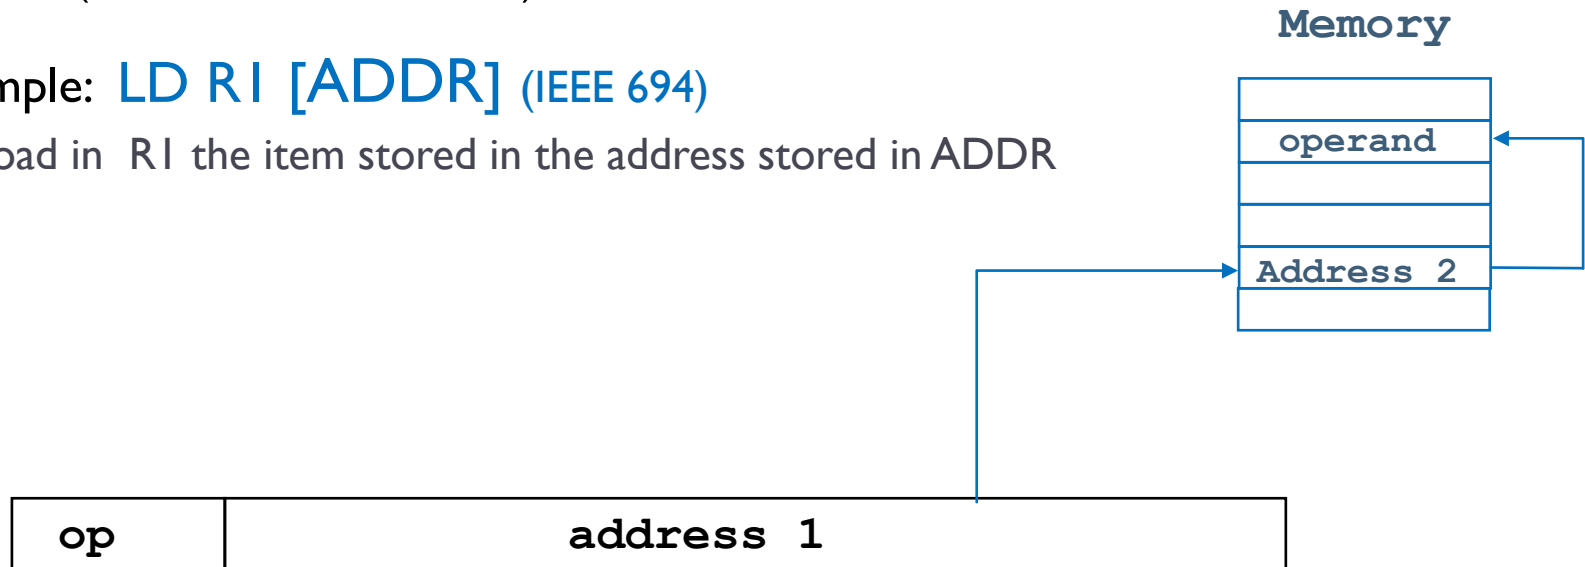 Memory
mple: LD R1 [ADDR] (IEEE 694)
oad in R1 the item stored in the address stored in ADDR
operand
Address 2
op address 1